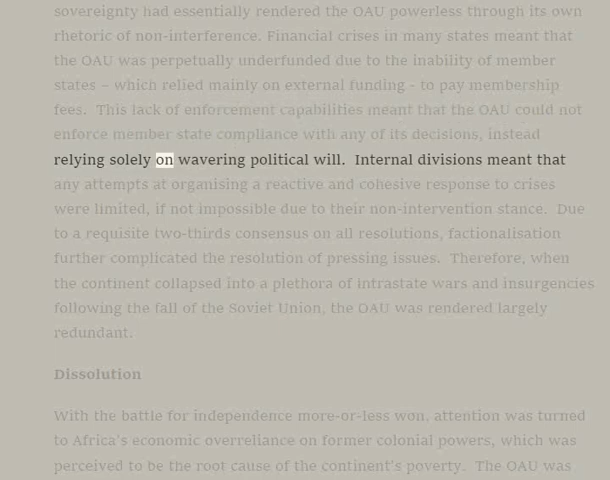 sovereignty had essentially rendered the OAU powerless through its own
rhetoric of non-interference. Financial crises in many states meant that
the OAU was perpetually underfunded due to the inability of member
states – which relied mainly on external funding - to pay membership
fees.  This lack of enforcement capabilities meant that the OAU could not
enforce member state compliance with any of its decisions, instead
relying solely on wavering political will.  Internal divisions meant that
any attempts at organising a reactive and cohesive response to crises
were limited, if not impossible due to their non-intervention stance.  Due
to a requisite two-thirds consensus on all resolutions, factionalisation
further complicated the resolution of pressing issues.  Therefore, when
the continent collapsed into a plethora of intrastate wars and insurgencies
following the fall of the Soviet Union, the OAU was rendered largely
redundant.
Dissolution
With the battle for independence more-or-less won, attention was turned
to Africa's economic overreliance on former colonial powers, which was
perceived to be the root cause of the continent's poverty.  The OAU was